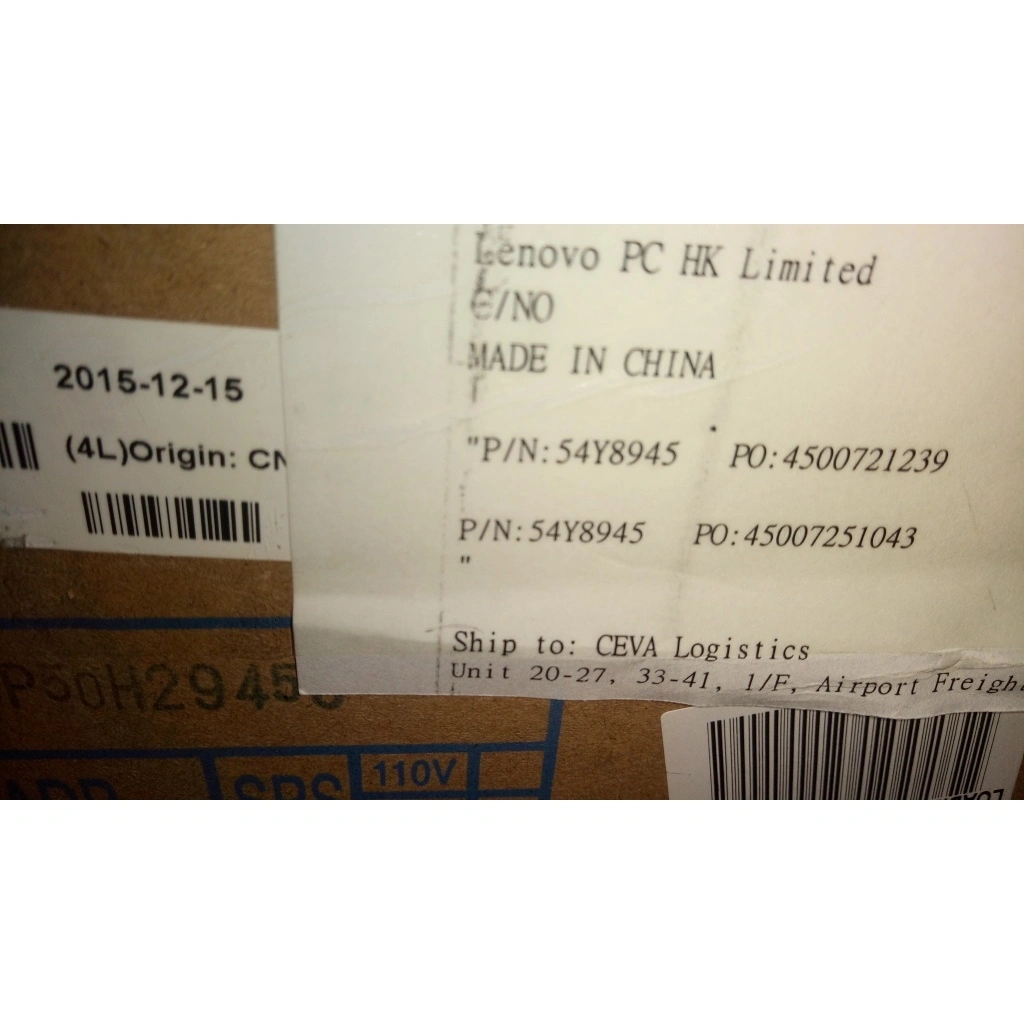 Lenovo PC HK Limited
C/NO
MADE IN CHINA
"P/N:54Y8945 PO:4500721239
P/N:54Y8945 PO:45007251043
"
Ship to: CEVA Logistics
Unit 20-27, 33-41, 1/F, Airport Freigh
2015-12-15
(4L)Origin: CN
110V